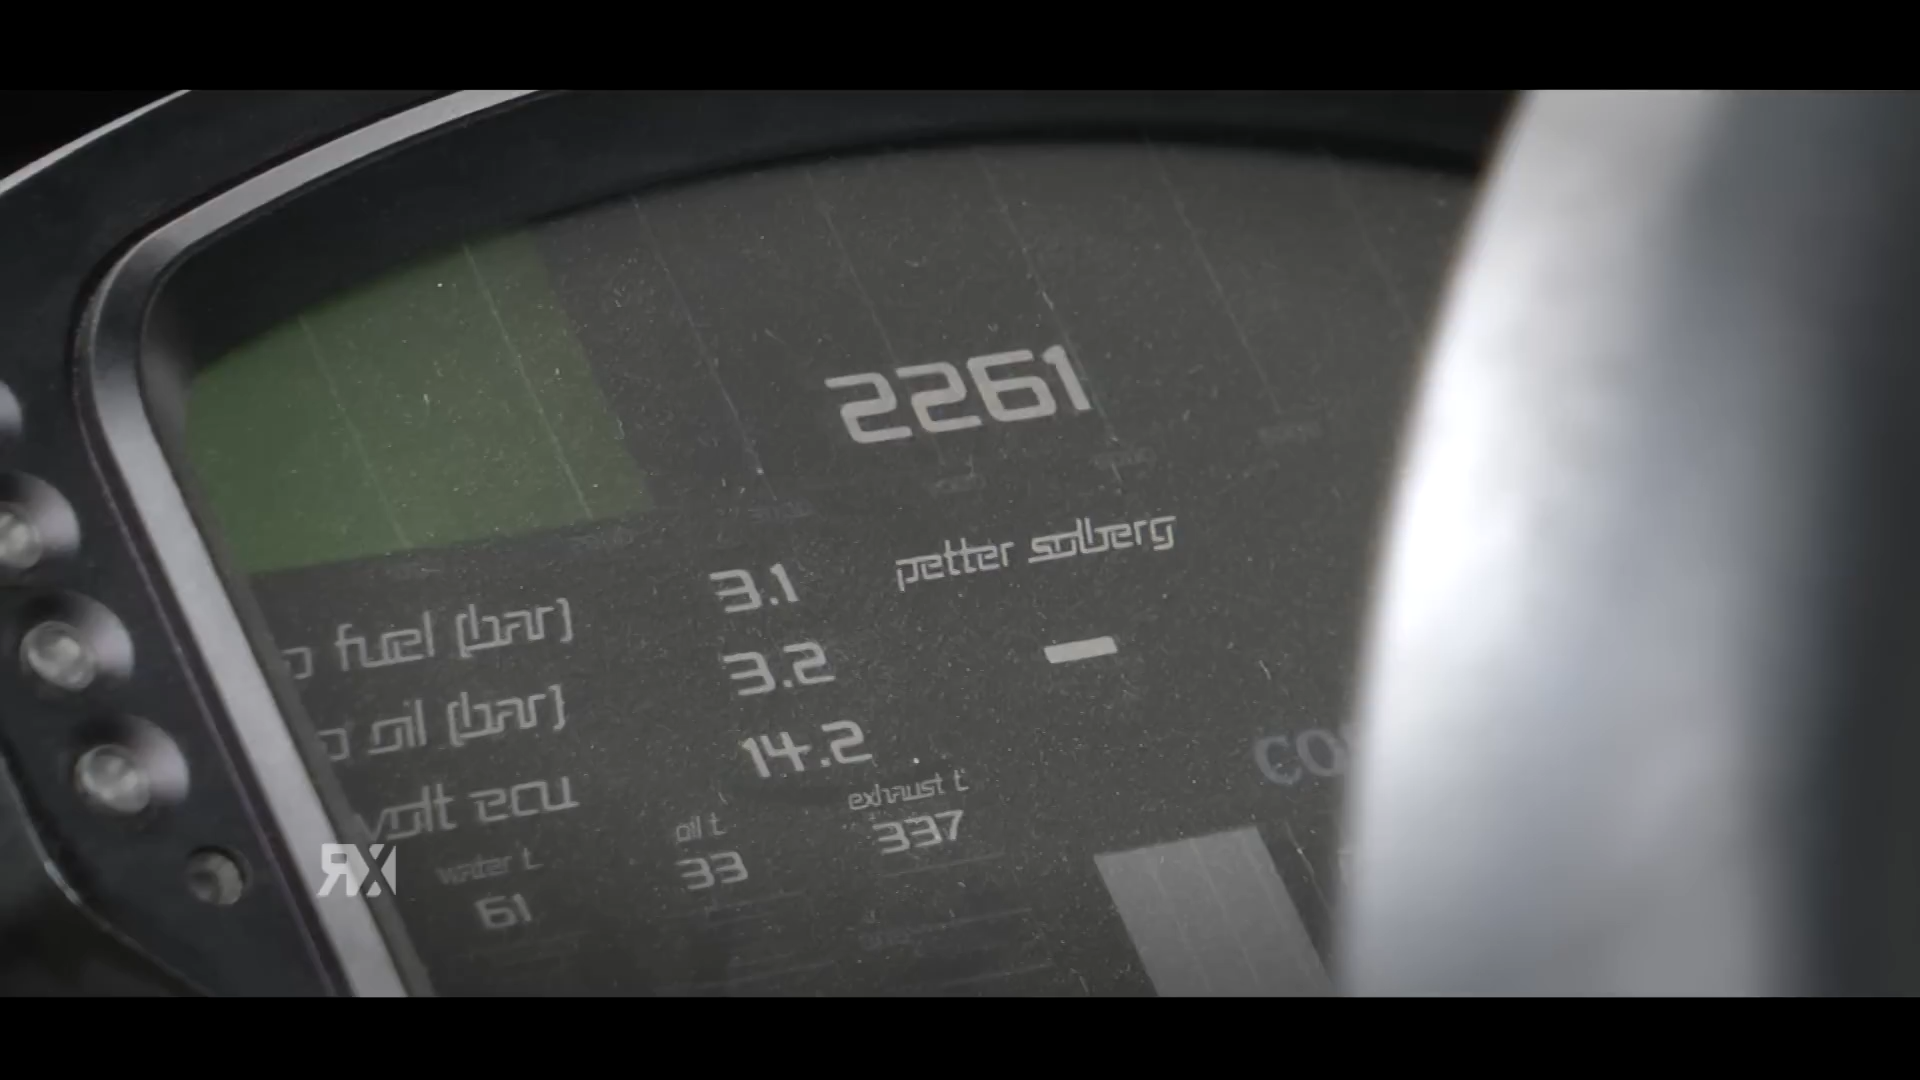 2261
petter solberg
p fuel (bar) 3.1
p oil (bar) 3.2
volt ecu 14.2
water t
61
oil t
33
exhaust t
337
RX